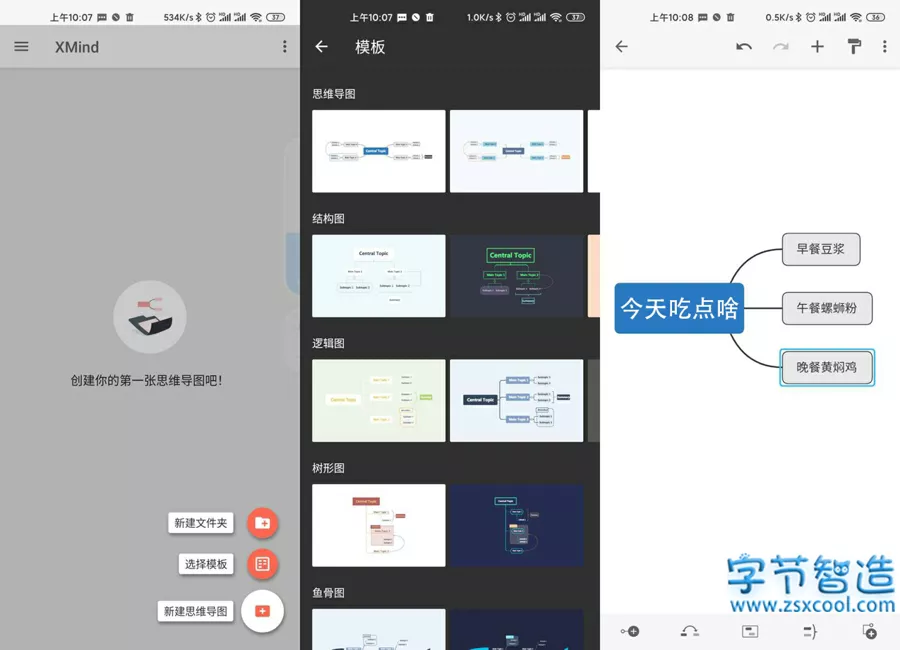 上午10:07
534K/s
37
XMind
创建你的第一张思维导图吧！
新建文件夹
选择模板
新建思维导图
上午10:07
1.0K/s
37
模板
思维导图
Central Topic
Central Topic
结构图
Central Topic
Central Topic
逻辑图
Central Topic
Central Topic
树形图
Central Topic
Central Topic
鱼骨图
上午10:08
0.5K/s
36
早餐豆浆
今天吃点啥
午餐螺蛳粉
晚餐黄焖鸡
字节智造
www.zsxcool.com